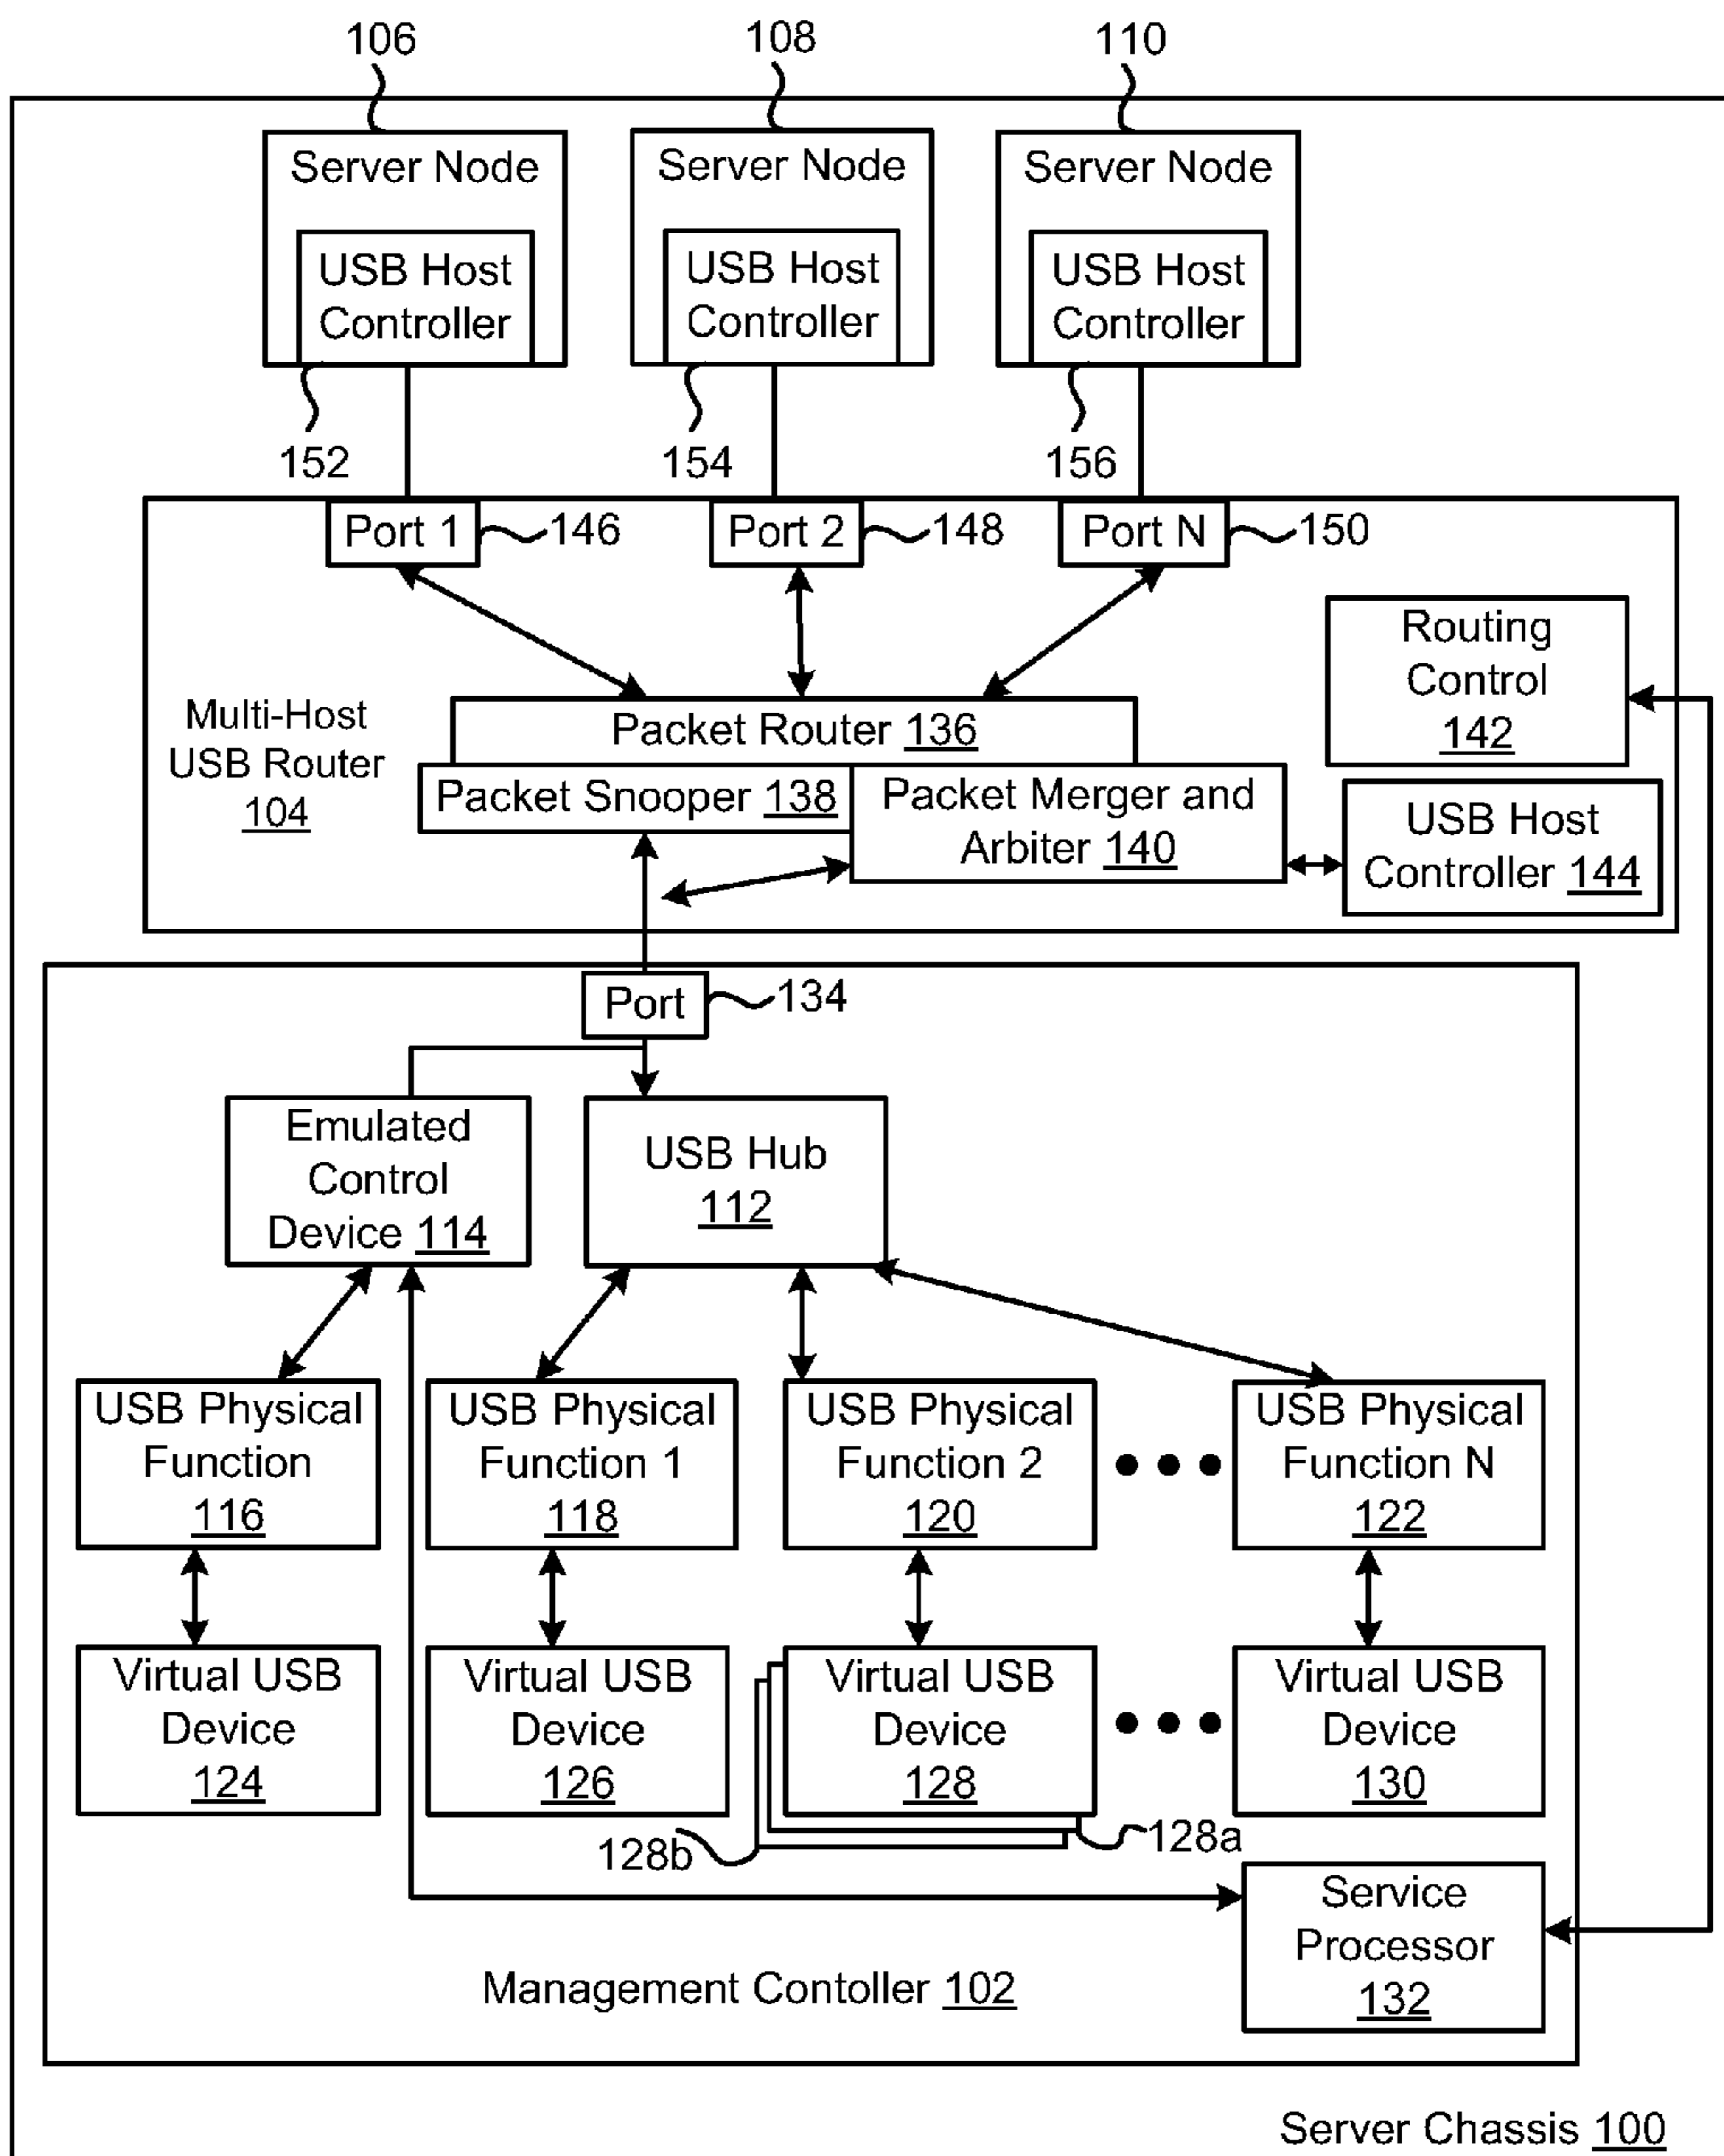 106
108
110
Server Node
USB Host
Controller
Server Node
USB Host
Controller
Server Node
USB Host
Controller
152
154
156
Port 1
146
Port 2
148
Port N
150
Routing
Control
142
Multi-Host
USB Router
104
Packet Router 136
Packet Snooper 138
Packet Merger and
Arbiter 140
USB Host
Controller 144
Port
134
Emulated
Control
Device 114
USB Hub
112
USB Physical
Function
116
USB Physical
Function 1
118
USB Physical
Function 2
120
USB Physical
Function N
122
Virtual USB
Device
124
Virtual USB
Device
126
Virtual USB
Device
128
Virtual USB
Device
130
128b
128a
Service
Processor
132
Management Contoller 102
Server Chassis 100